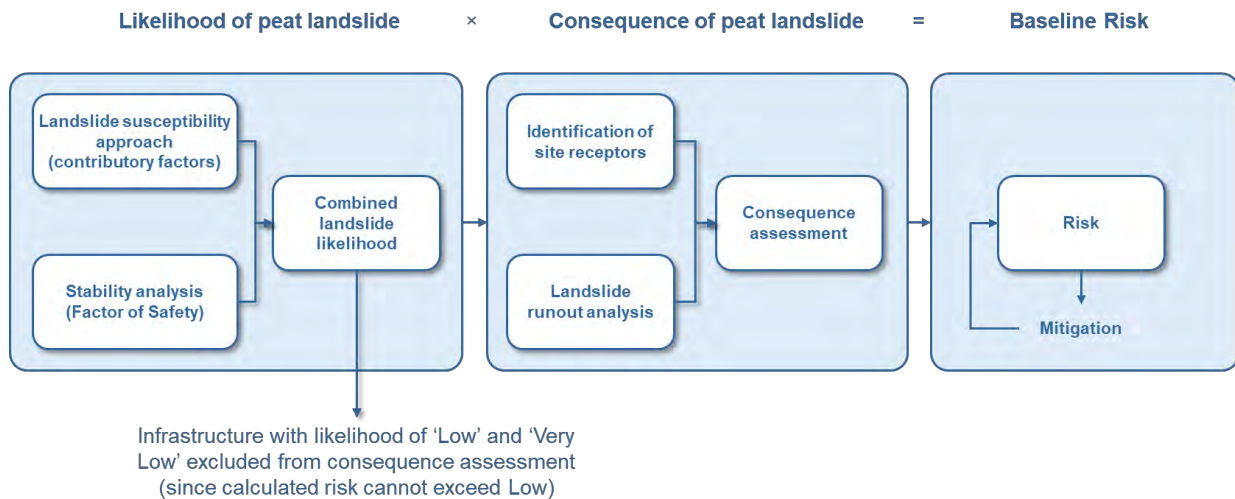 Likelihood of peat landslide × Consequence of peat landslide = Baseline Risk
Landslide susceptibility
approach
(contributory factors)
Stability analysis
(Factor of Safety)
Combined
landslide
likelihood
Identification of
site receptors
Landslide
runout analysis
Consequence
assessment
Risk
Mitigation
Infrastructure with likelihood of ‘Low’ and ‘Very
Low’ excluded from consequence assessment
(since calculated risk cannot exceed Low)